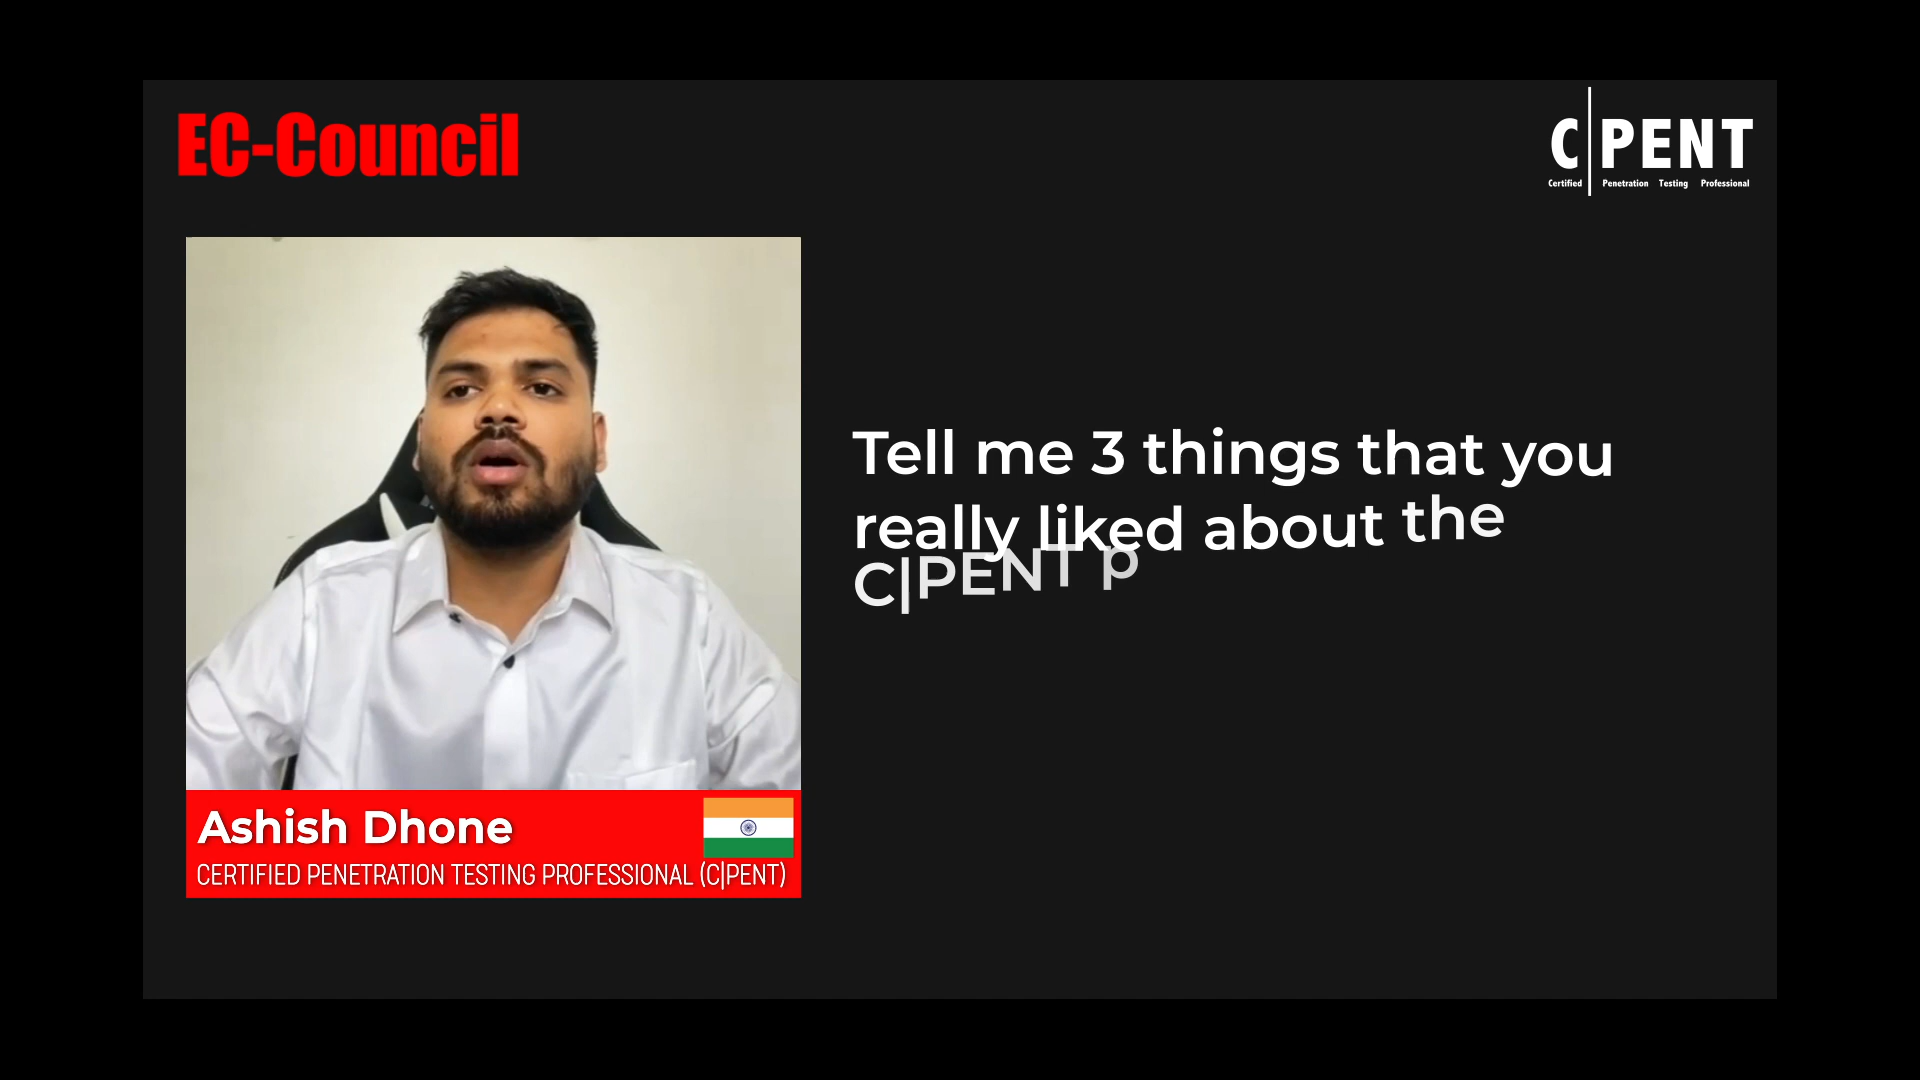 EC-Council
C|PENT
Certified Penetration Testing Professional
Tell me 3 things that you
really liked about the
C|PENT p
Ashish Dhone
CERTIFIED PENETRATION TESTING PROFESSIONAL (C|PENT)